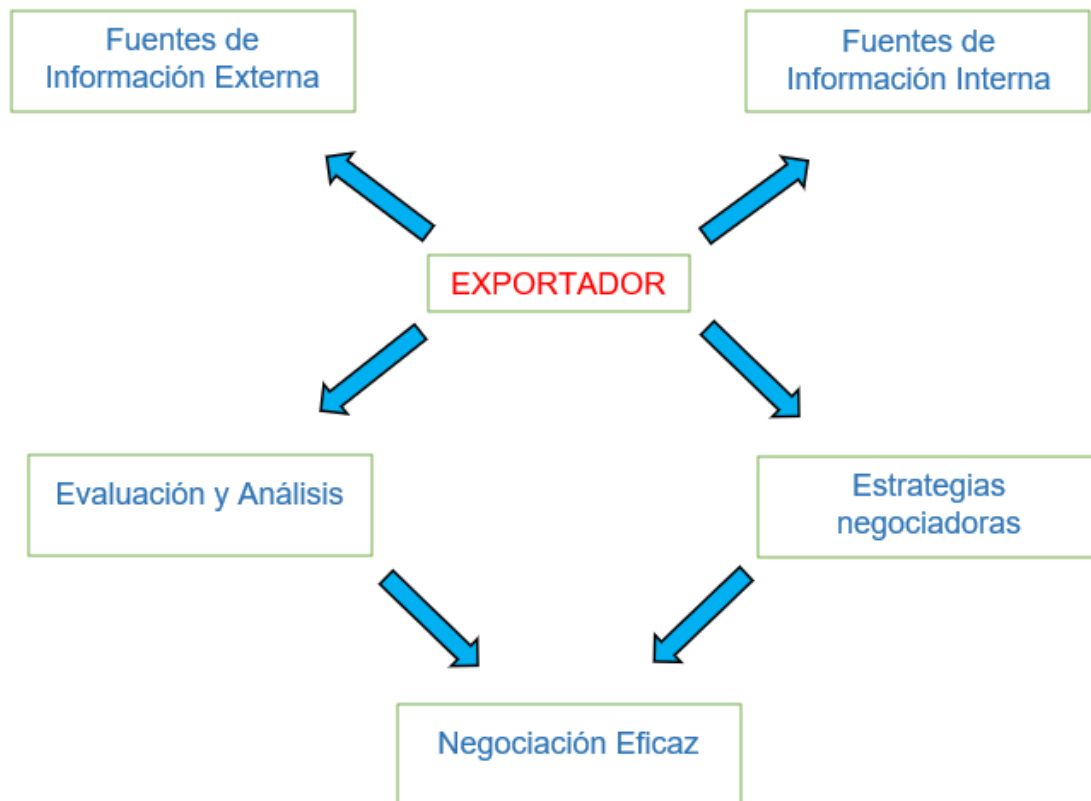 Fuentes de
Información Externa
Fuentes de
Información Interna
EXPORTADOR
Evaluación y Análisis
Estrategias
negociadoras
Negociación Eficaz